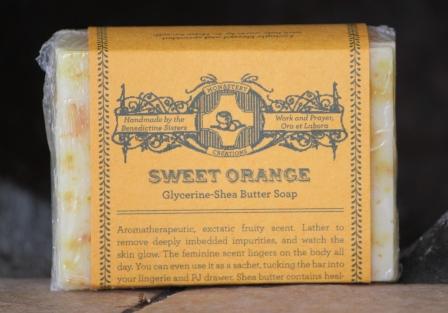 MONASTERY
Handmade by the
Benedictine Sisters
Work and Prayer,
Ora et Labora
CREATIONS
SWEET ORANGE
Glycerine-Shea Butter Soap
Aromatherapeutic, exctatic fruity scent. Lather to
remove deeply imbedded impurities, and watch the
skin glow. The feminine scent lingers on the body all
day. You can even use it as a sachet, tucking the bar into
your lingerie and PJ drawer. Shea butter contains heal-